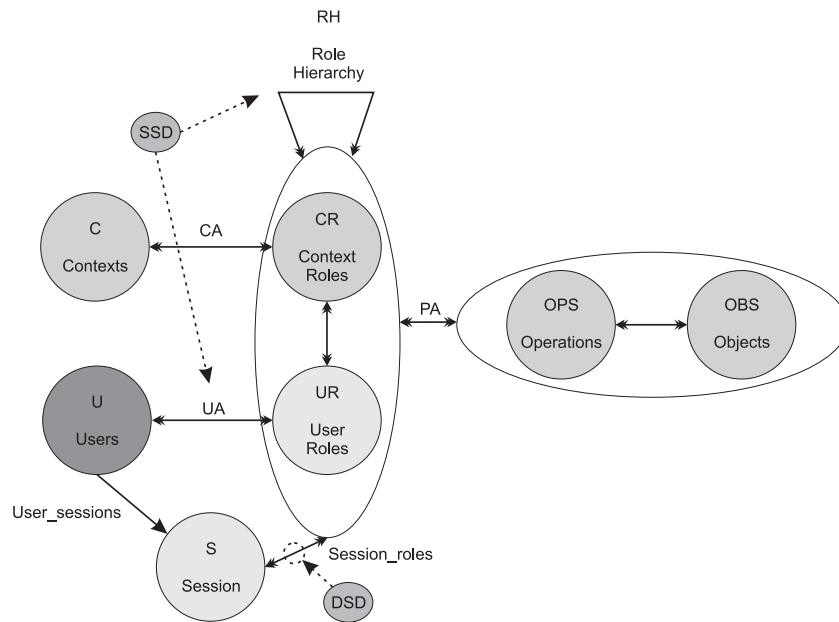 RH
Role
Hierarchy
SSD
C
Contexts
CA
CR
Context
Roles
PA
OPS
Operations
OBS
Objects
U
Users
UA
UR
User
Roles
User_sessions
S
Session
Session_roles
DSD